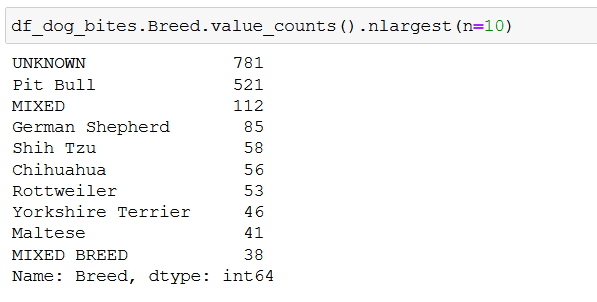 df_dog_bites.Breed.value_counts().nlargest(n=10)
UNKNOWN 781
Pit Bull 521
MIXED 112
German Shepherd 85
Shih Tzu 58
Chihuahua 56
Rottweiler 53
Yorkshire Terrier 46
Maltese 41
MIXED BREED 38
Name: Breed, dtype: int64